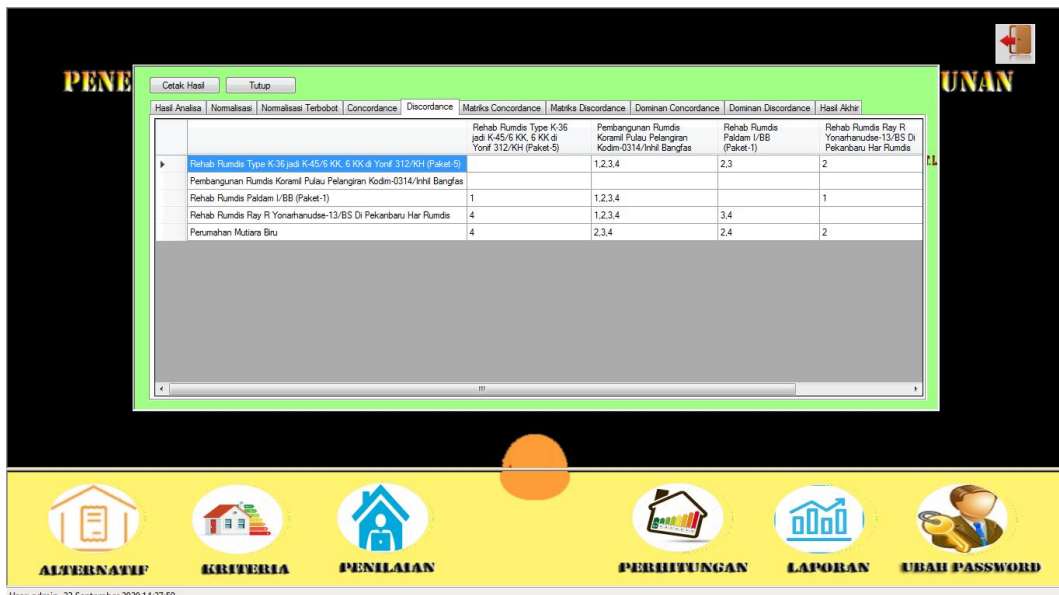 PENE
UNAN
Cetak Hasil Tutup
Hasil Analisa Normalisasi Normalisasi Terbobot Concordance Discordance Matriks Concordance Matriks Discordance Dominan Concordance Dominan Discordance Hasil Akhir
Rehab Rumdis Type K-36 jadi K-45/6 KK, 6 KK di Yonif 312/KH (Paket-5)
Pembangunan Rumdis Koramil Pulau Pelangiran Kodim-0314/Inhil Bangfas
Rehab Rumdis Paldam I/BB (Paket-1)
Rehab Rumdis Ray R Yonarhanudse-13/BS Di Pekanbaru Har Rumdis
Rehab Rumdis Type K-36 jadi K-45/6 KK, 6 KK di Yonif 312/KH (Paket-5) 1,2,3,4 2,3 2
Pembangunan Rumdis Koramil Pulau Pelangiran Kodim-0314/Inhil Bangfas
Rehab Rumdis Paldam I/BB (Paket-1) 1 1,2,3,4 1
Rehab Rumdis Ray R Yonarhanudse-13/BS Di Pekanbaru Har Rumdis 4 1,2,3,4 3,4
Perumahan Mutiara Biru 4 2,3,4 2,4 2
ALTERNATIF KRITERIA PENILAIAN PERHITUNGAN LAPORAN UBAH PASSWORD